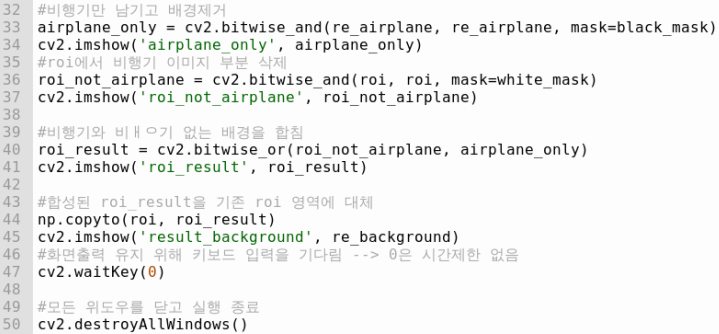 32 #비행기만 남기고 배경제거
33 airplane_only = cv2.bitwise_and(re_airplane, re_airplane, mask=black_mask)
34 cv2.imshow('airplane_only', airplane_only)
35 #roi에서 비행기 이미지 부분 삭제
36 roi_not_airplane = cv2.bitwise_and(roi, roi, mask=white_mask)
37 cv2.imshow('roi_not_airplane', roi_not_airplane)
38
39 #비행기와 비ㅐㅇ기 없는 배경을 합침
40 roi_result = cv2.bitwise_or(roi_not_airplane, airplane_only)
41 cv2.imshow('roi_result', roi_result)
42
43 #합성된 roi_result을 기존 roi 영역에 대체
44 np.copyto(roi, roi_result)
45 cv2.imshow('result_background', re_background)
46 #화면출력 유지 위해 키보드 입력을 기다림 --> 0은 시간제한 없음
47 cv2.waitKey(0)
48
49 #모든 위도우를 닫고 실행 종료
50 cv2.destroyAllWindows()